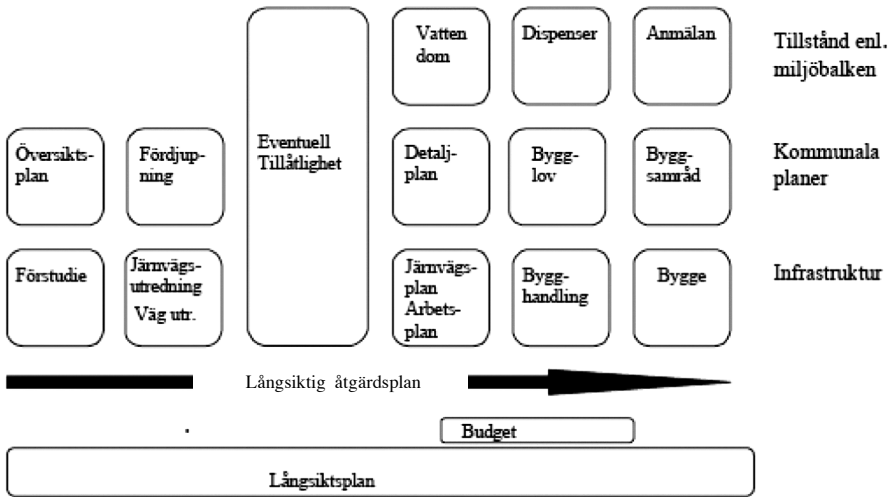 Vatten
dom
Dispenser
Anmälan
Tillstånd enl.
miljöbalken
Översikts-
plan
Fördjup-
ning
Eventuell
Tillåtlighet
Detalj-
plan
Bygg-
lov
Bygg-
samråd
Kommunala
planer
Förstudie
Järnvägs-
utredning
Väg utr.
Järnvägs-
plan
Arbets-
plan
Bygg-
handling
Bygge
Infrastruktur
Långsiktig åtgärdsplan
Budget
Långsiktsplan